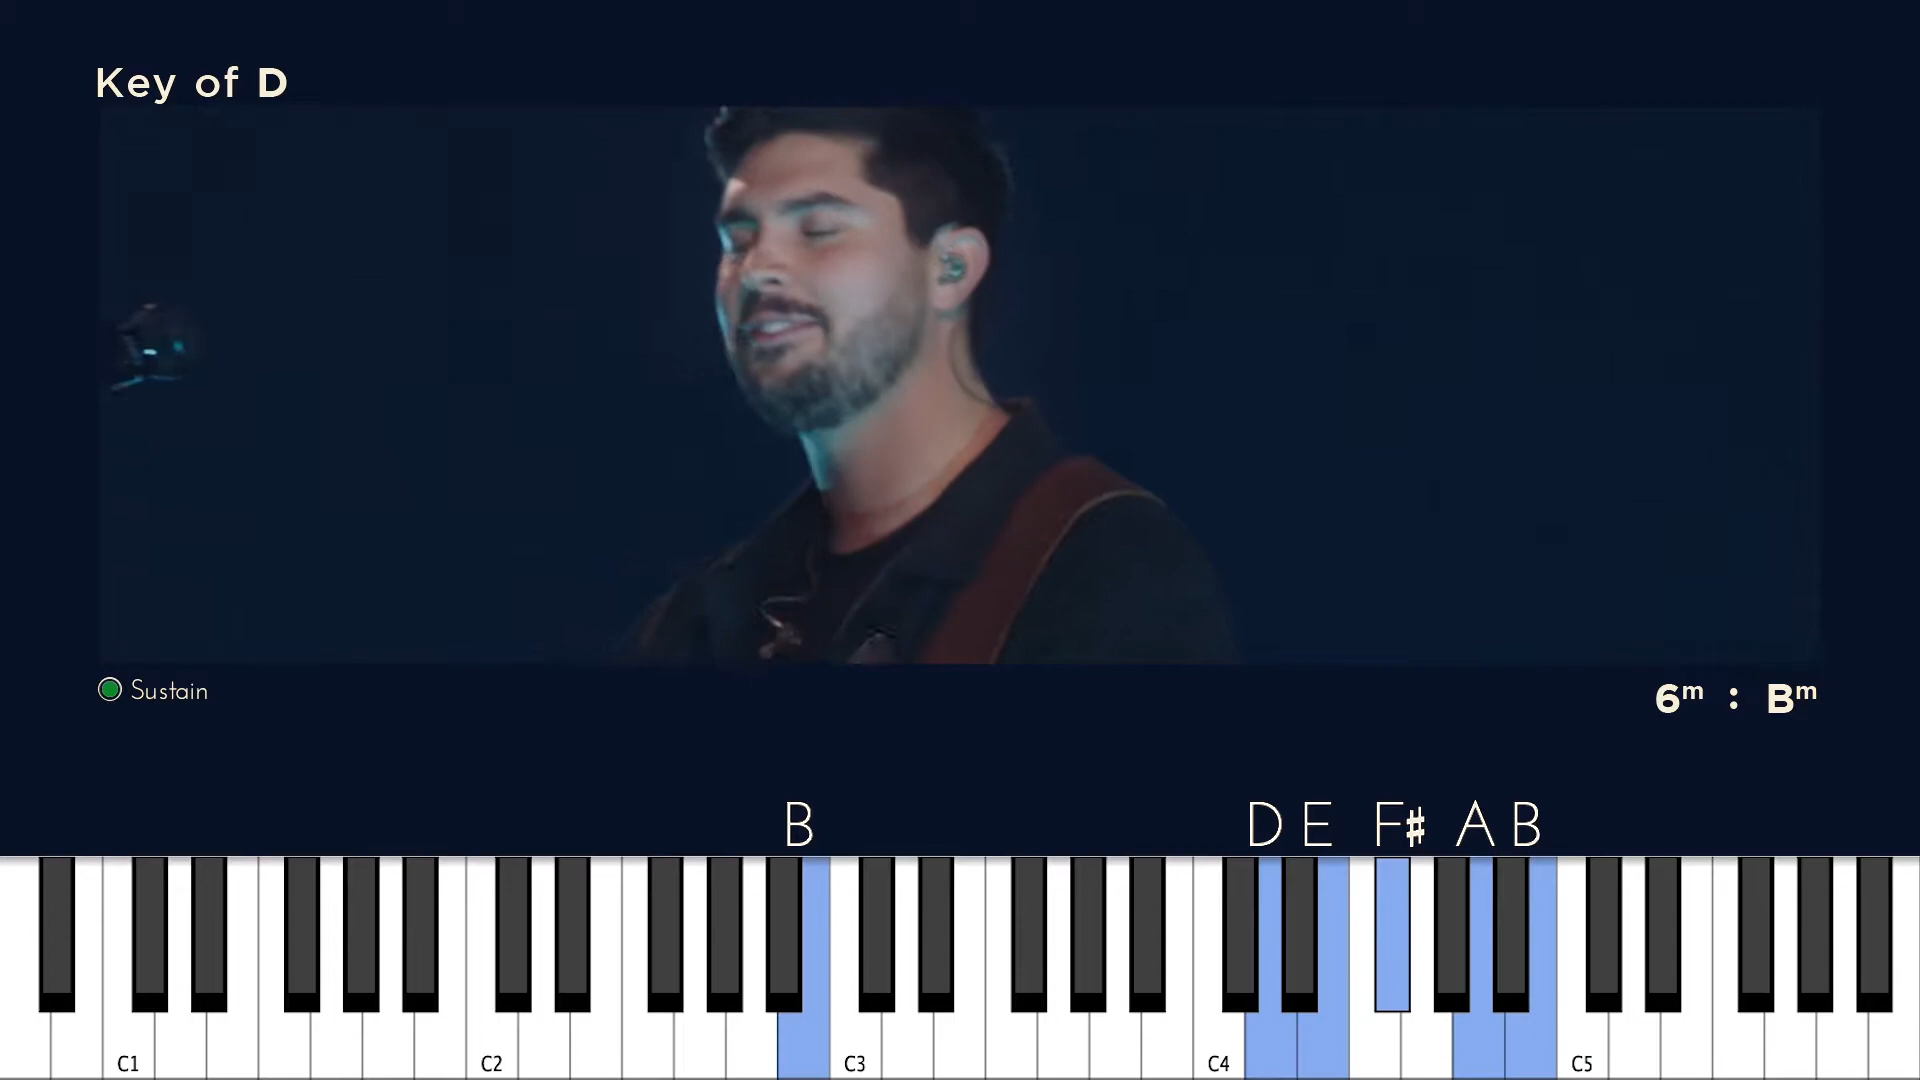 Key of D
Sustain
6m : Bm
B D E F# A B
C1 C2 C3 C4 C5